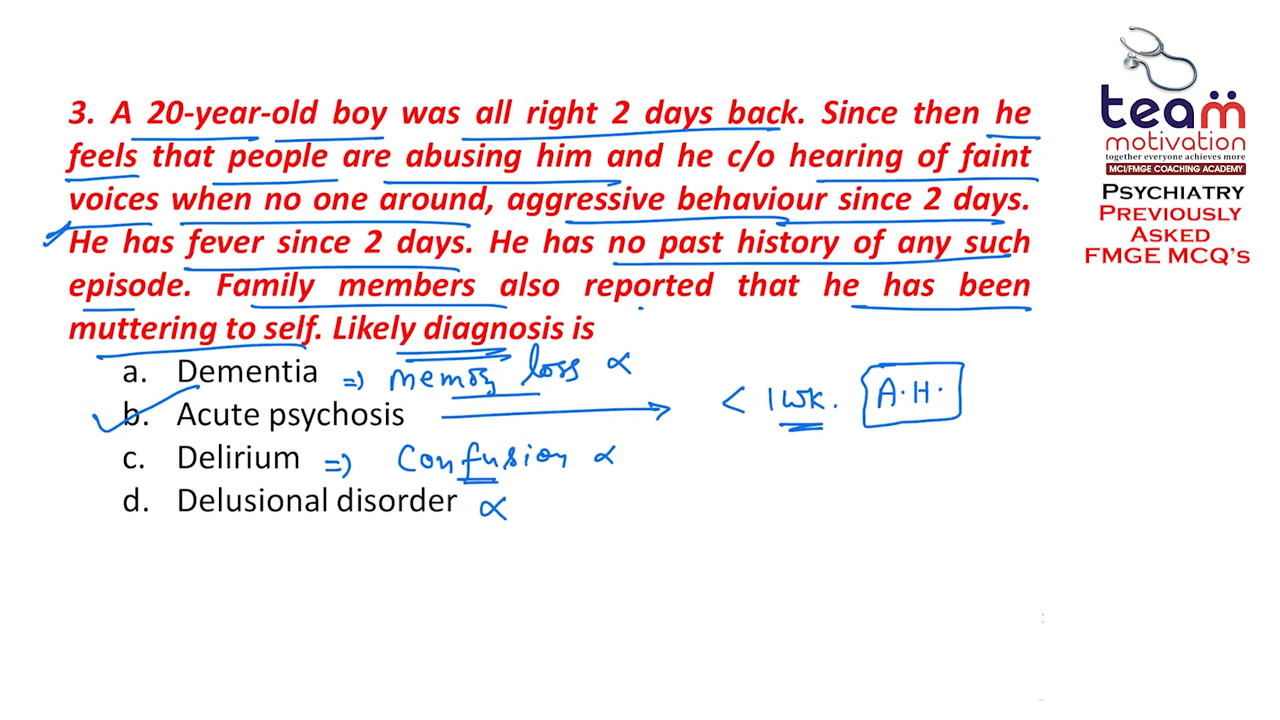 3. A 20-year-old boy was all right 2 days back. Since then he
feels that people are abusing him and he c/o hearing of faint
voices when no one around, aggressive behaviour since 2 days.
He has fever since 2 days. He has no past history of any such
episode. Family members also reported that he has been
muttering to self. Likely diagnosis is
a. Dementia => memory loss
b. Acute psychosis < 1 wk. A.H.
c. Delirium => Confusion
d. Delusional disorder
team
motivation
together everyone achieves more
MCI/FMGE COACHING ACADEMY
PSYCHIATRY
PREVIOUSLY
ASKED
FMGE MCQ's